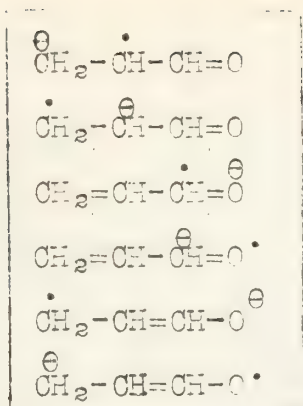 ⊖ •
CH₂-CH-CH=O
• ⊖
CH₂-CH-CH=O
• ⊖
CH₂=CH-CH=O
⊖
CH₂=CH-CH=O•
• ⊖
CH₂-CH=CH-O
⊖
CH₂-CH=CH-O•